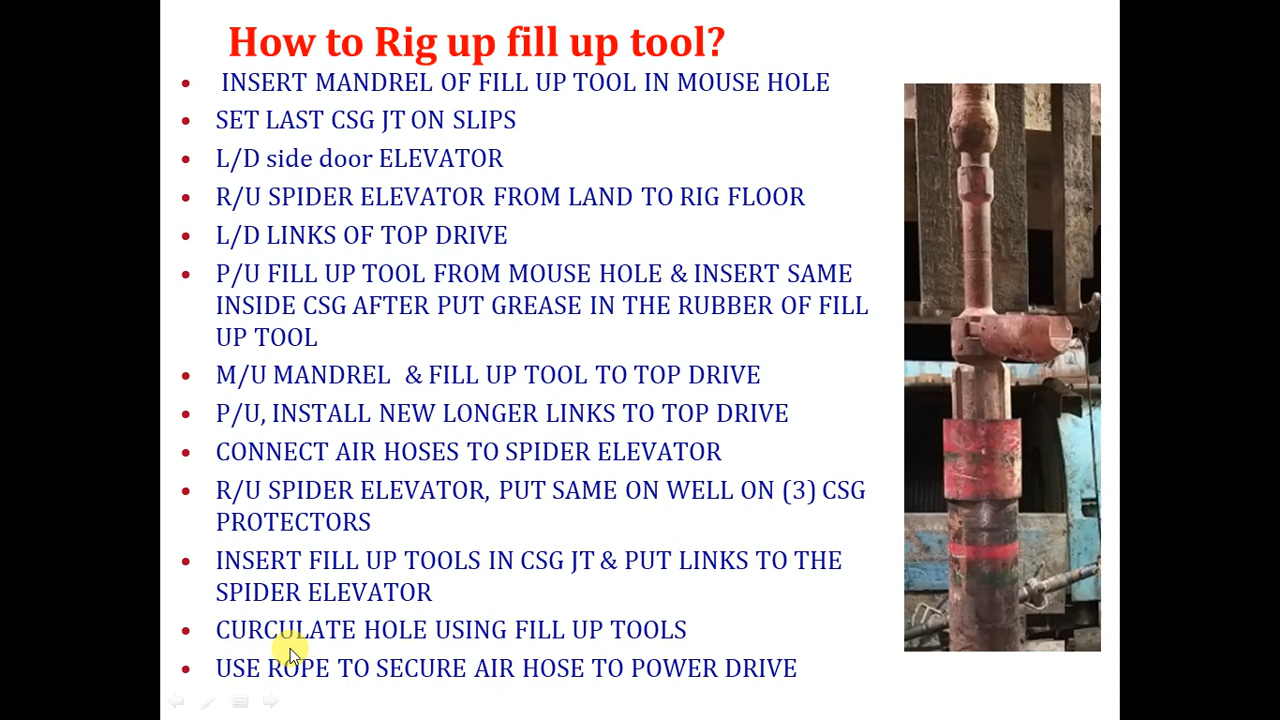 How to Rig up fill up tool?
• INSERT MANDREL OF FILL UP TOOL IN MOUSE HOLE
• SET LAST CSG JT ON SLIPS
• L/D side door ELEVATOR
• R/U SPIDER ELEVATOR FROM LAND TO RIG FLOOR
• L/D LINKS OF TOP DRIVE
• P/U FILL UP TOOL FROM MOUSE HOLE & INSERT SAME
INSIDE CSG AFTER PUT GREASE IN THE RUBBER OF FILL
UP TOOL
• M/U MANDREL & FILL UP TOOL TO TOP DRIVE
• P/U, INSTALL NEW LONGER LINKS TO TOP DRIVE
• CONNECT AIR HOSES TO SPIDER ELEVATOR
• R/U SPIDER ELEVATOR, PUT SAME ON WELL ON (3) CSG
PROTECTORS
• INSERT FILL UP TOOLS IN CSG JT & PUT LINKS TO THE
SPIDER ELEVATOR
• CURCULATE HOLE USING FILL UP TOOLS
• USE ROPE TO SECURE AIR HOSE TO POWER DRIVE